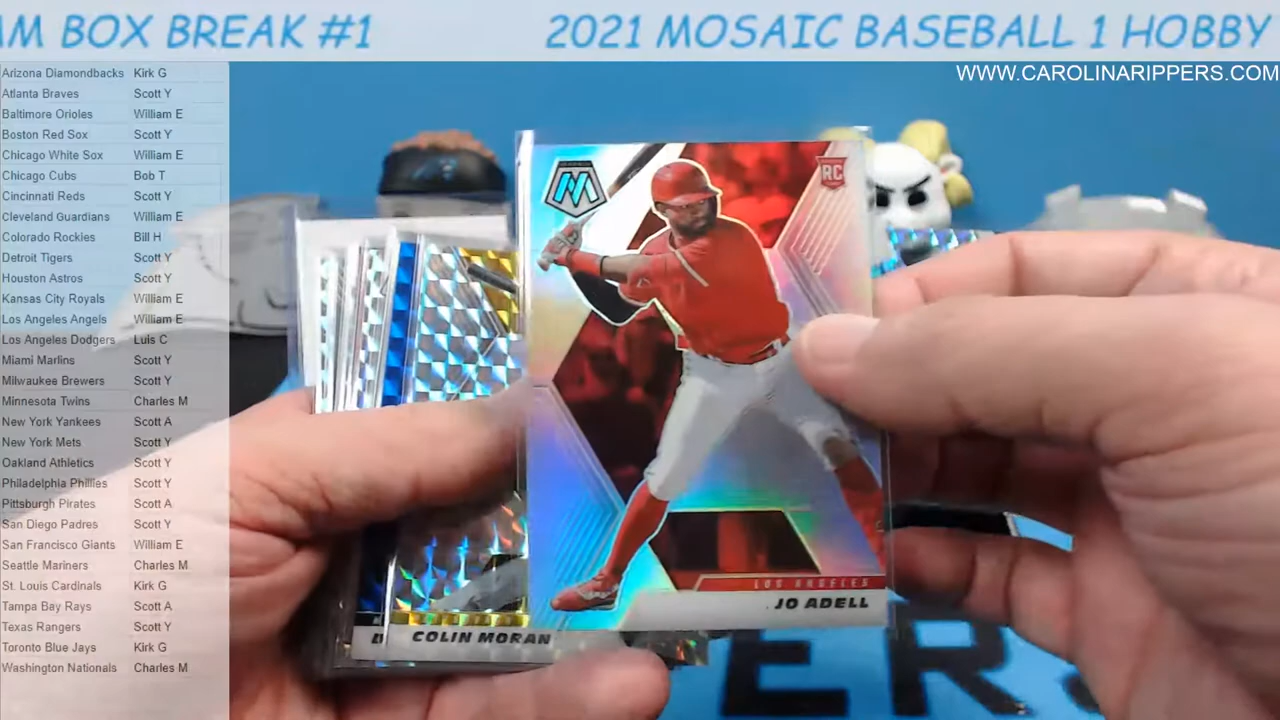 AM BOX BREAK #1 2021 MOSAIC BASEBALL 1 HOBBY
WWW.CAROLINARIPPERS.COM
Arizona Diamondbacks Kirk G
Atlanta Braves Scott Y
Baltimore Orioles William E
Boston Red Sox Scott Y
Chicago White Sox William E
Chicago Cubs Bob T
Cincinnati Reds Scott Y
Cleveland Guardians William E
Colorado Rockies Bill H
Detroit Tigers Scott Y
Houston Astros Scott Y
Kansas City Royals William E
Los Angeles Angels William E
Los Angeles Dodgers Luis C
Miami Marlins Scott Y
Milwaukee Brewers Scott Y
Minnesota Twins Charles M
New York Yankees Scott A
New York Mets Scott Y
Oakland Athletics Scott Y
Philadelphia Phillies Scott Y
Pittsburgh Pirates Scott A
San Diego Padres Scott Y
San Francisco Giants William E
Seattle Mariners Charles M
St. Louis Cardinals Kirk G
Tampa Bay Rays Scott A
Texas Rangers Scott Y
Toronto Blue Jays Kirk G
Washington Nationals Charles M
RC
LOS ANGELES
JO ADELL
COLIN MORAN
ERS